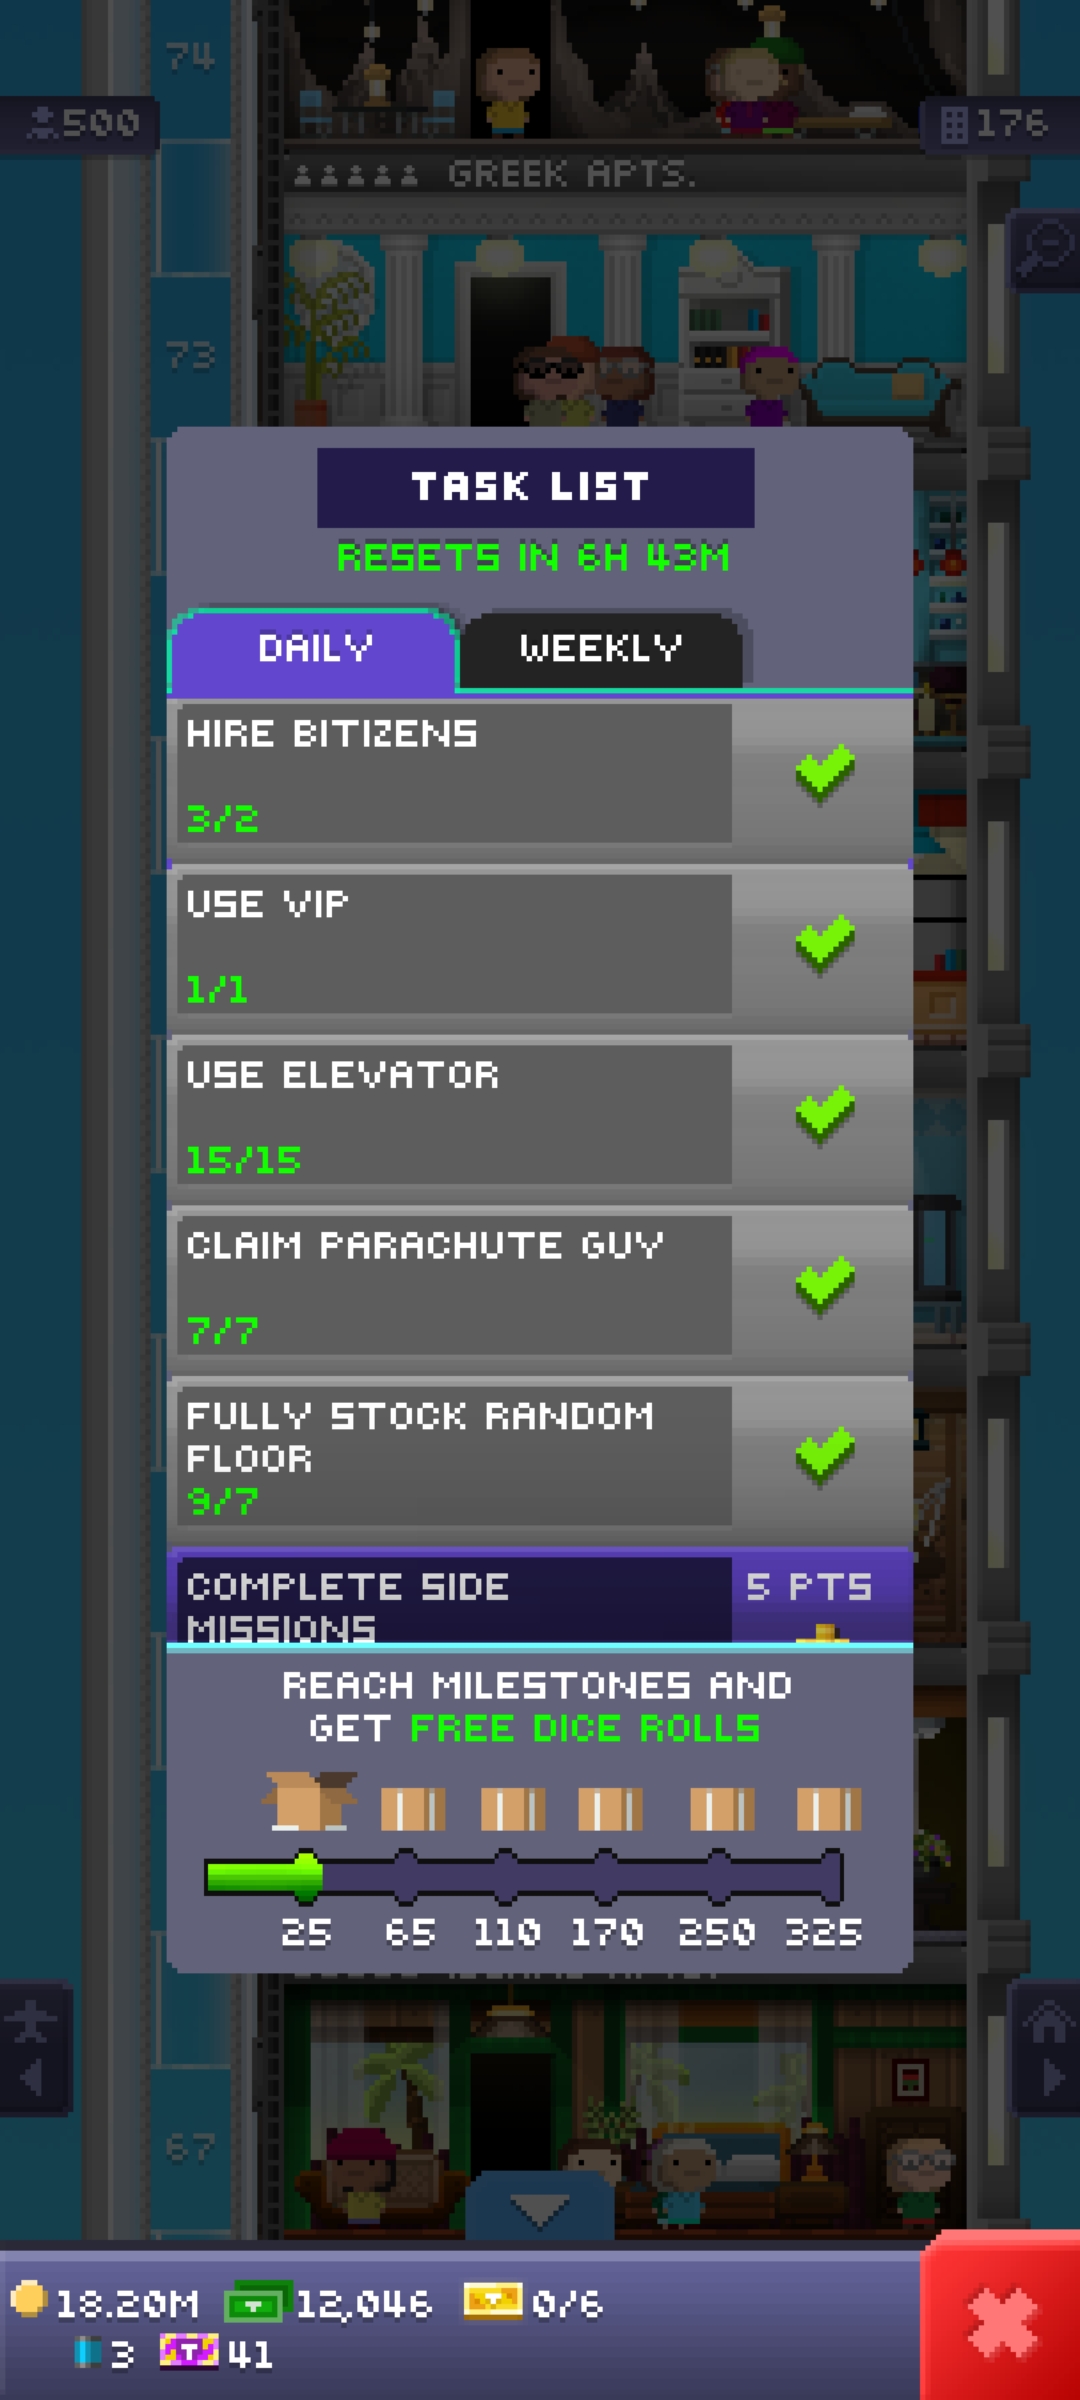 74
500
176
GREEK APTS.
73
TASK LIST
RESETS IN 6H 43M
DAILY
WEEKLY
HIRE BITIZENS
3/2
USE VIP
1/1
USE ELEVATOR
15/15
CLAIM PARACHUTE GUY
7/7
FULLY STOCK RANDOM
FLOOR
9/7
COMPLETE SIDE
MISSIONS
5 PTS
REACH MILESTONES AND
GET FREE DICE ROLLS
25 65 110 170 250 325
67
18.20M 12,046 0/6
3 41